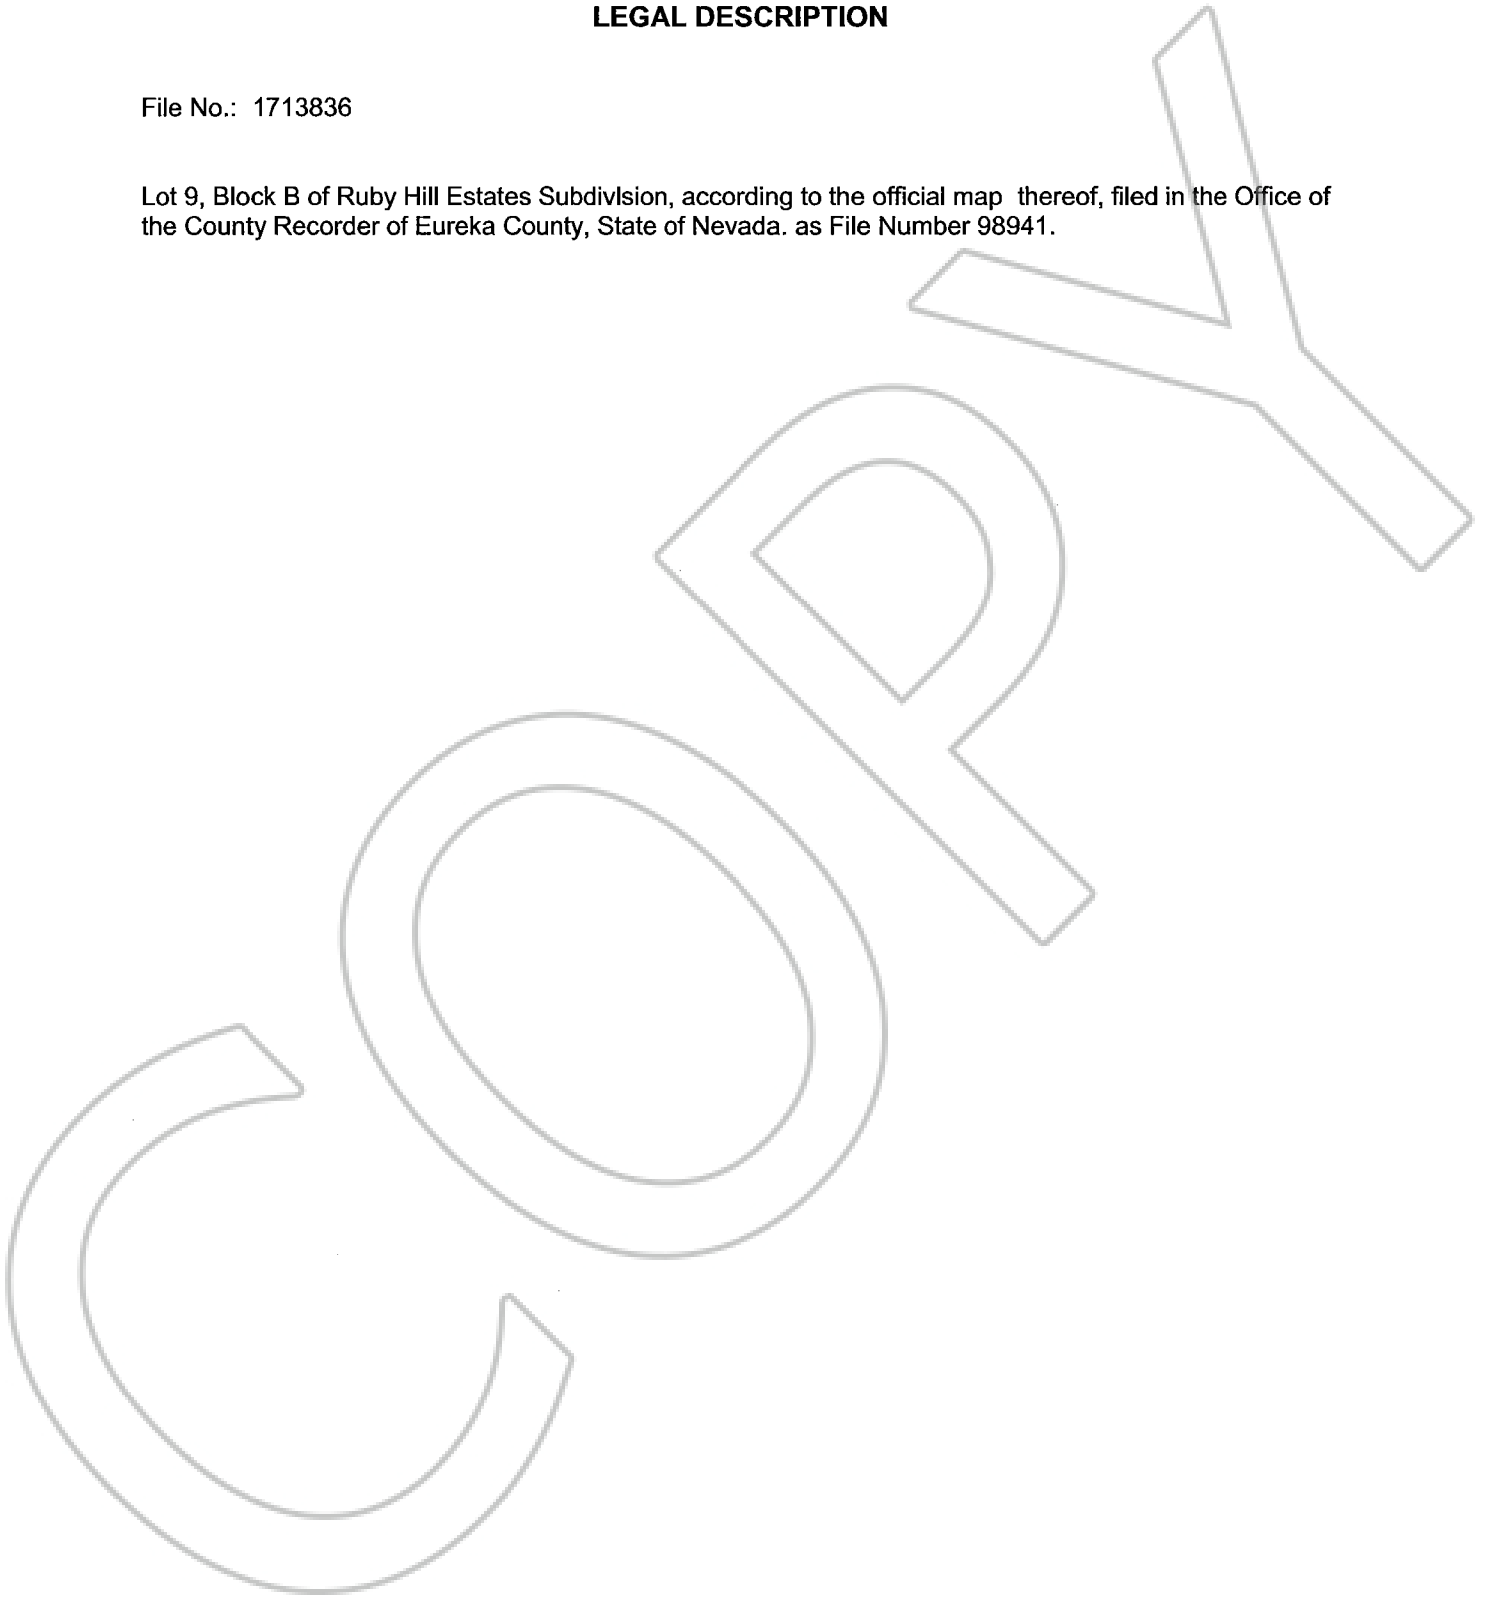 LEGAL DESCRIPTION
File No.: 1713836
Lot 9, Block B of Ruby Hill Estates Subdivision, according to the official map thereof, filed in the Office of
the County Recorder of Eureka County, State of Nevada. as File Number 98941.
COPY